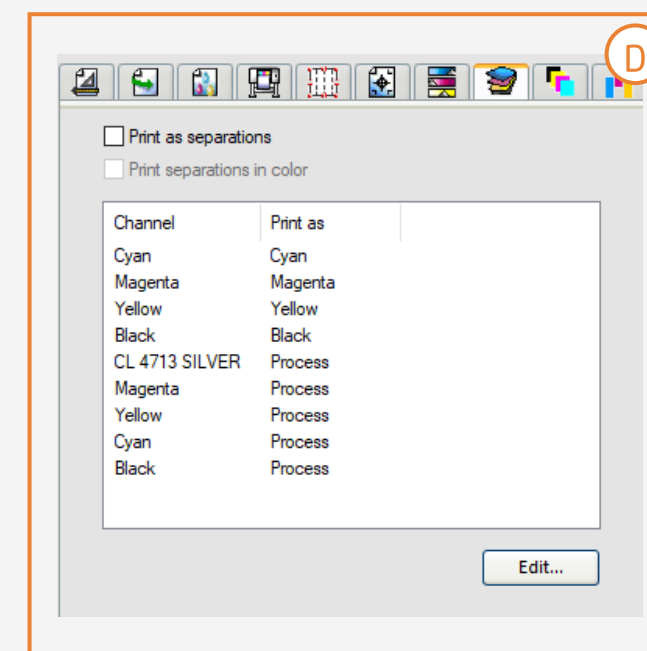 D
Print as separations
Print separations in color
Channel Print as
Cyan Cyan
Magenta Magenta
Yellow Yellow
Black Black
CL 4713 SILVER Process
Magenta Process
Yellow Process
Cyan Process
Black Process
Edit...